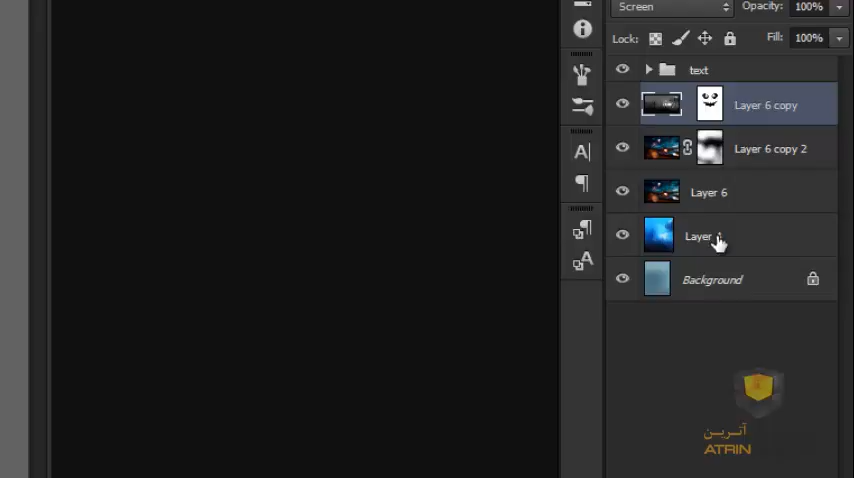 Screen
Opacity: 100%
Lock:
Fill: 100%
text
Layer 6 copy
Layer 6 copy 2
Layer 6
Layer
Background
آتریـن
ATRIN